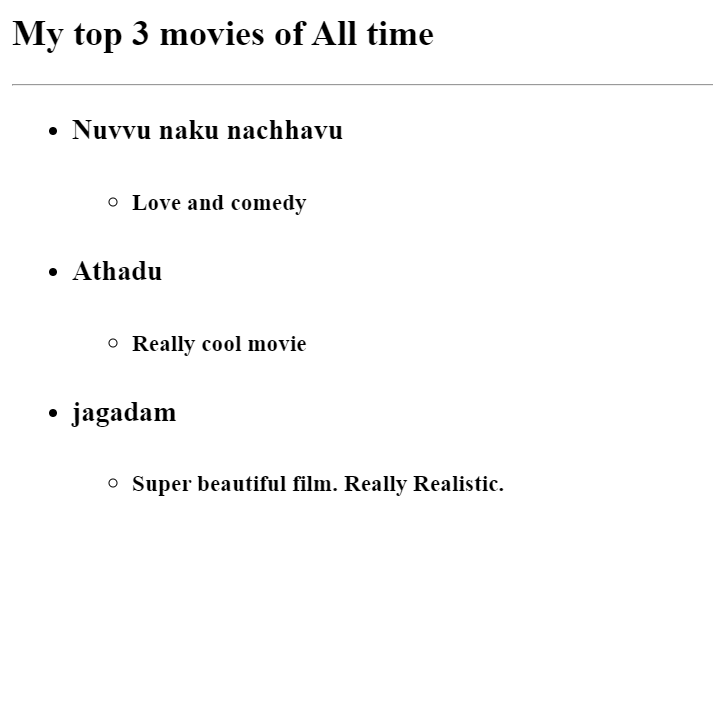 My top 3 movies of All time
Nuvvu naku nachhavu
Love and comedy
Athadu
Really cool movie
jagadam
Super beautiful film. Really Realistic.